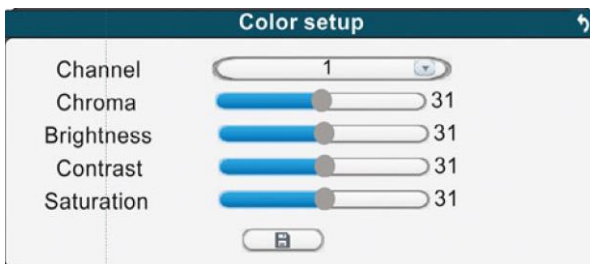 Color setup
Channel 1
Chroma 31
Brightness 31
Contrast 31
Saturation 31